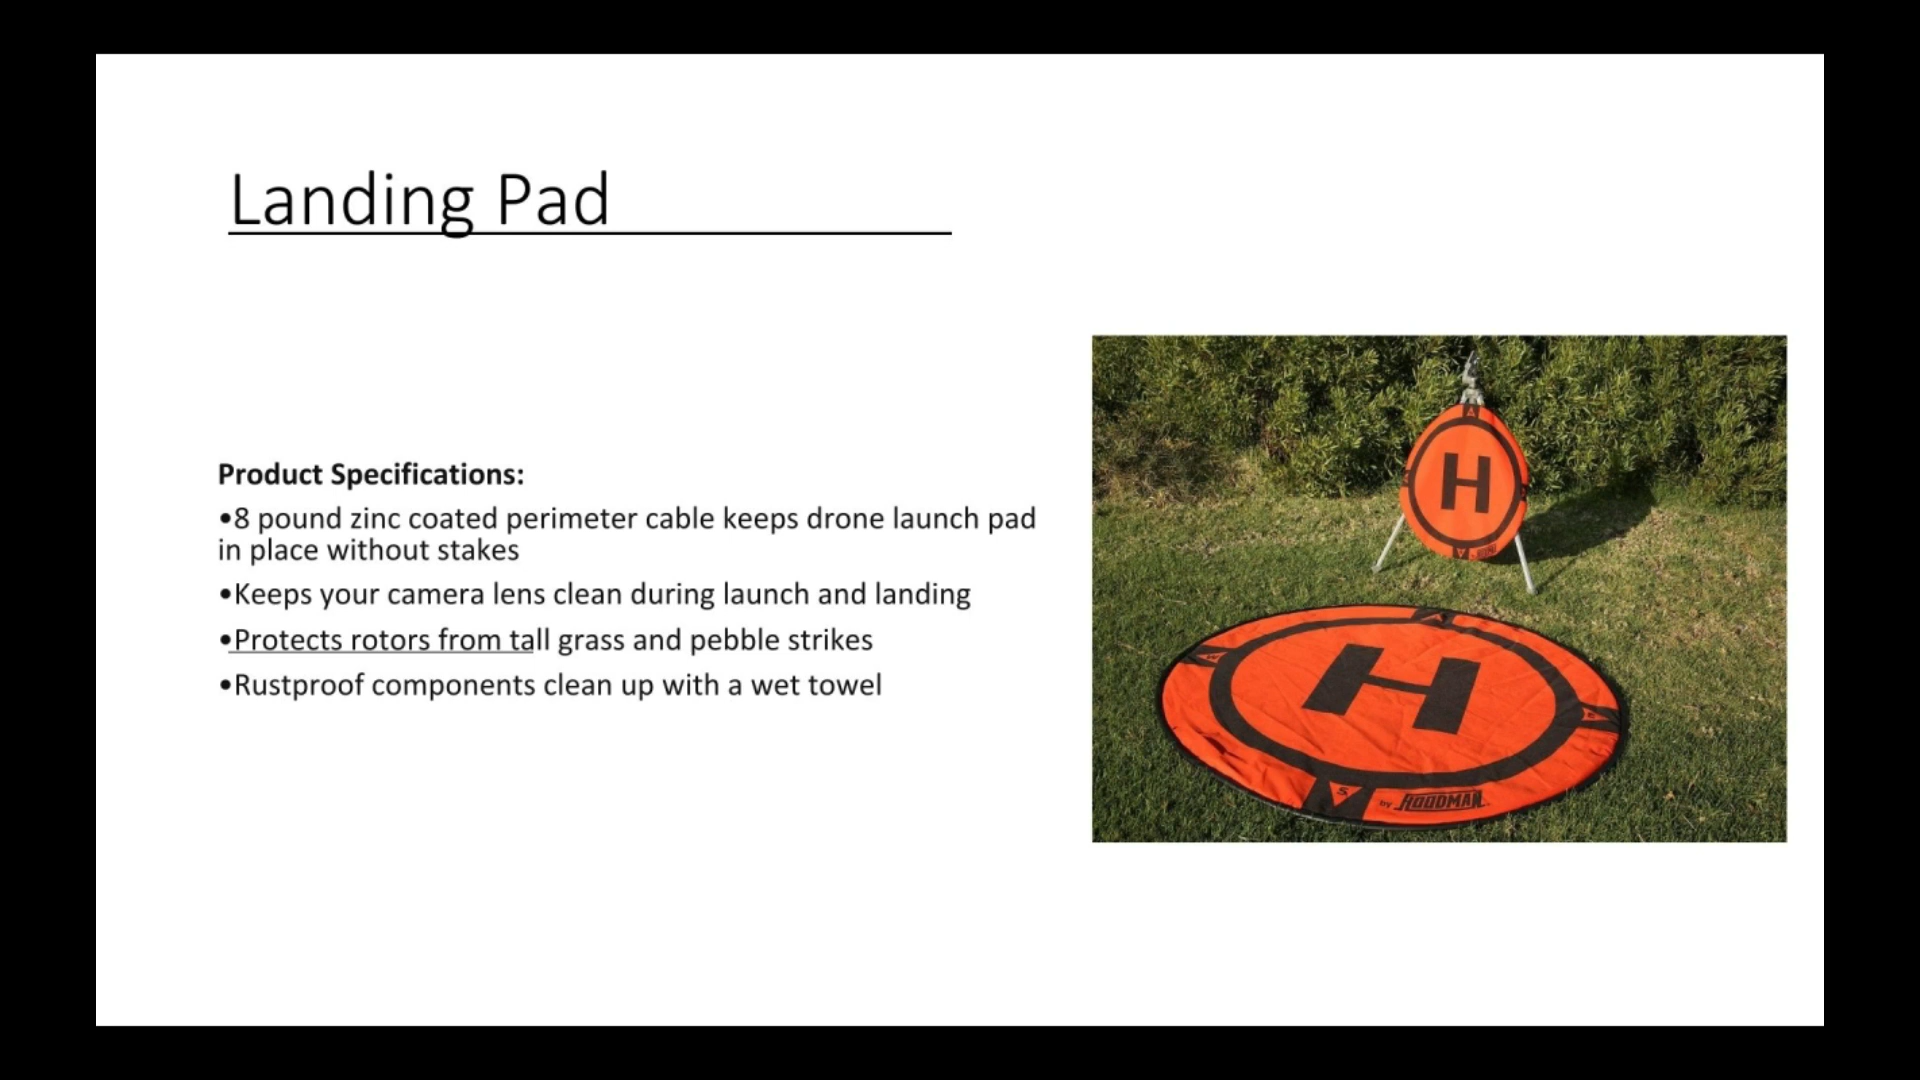 Landing Pad
Product Specifications:
•8 pound zinc coated perimeter cable keeps drone launch pad
in place without stakes
•Keeps your camera lens clean during launch and landing
•Protects rotors from tall grass and pebble strikes
•Rustproof components clean up with a wet towel
H
H
W
E
S
by HOODMAN